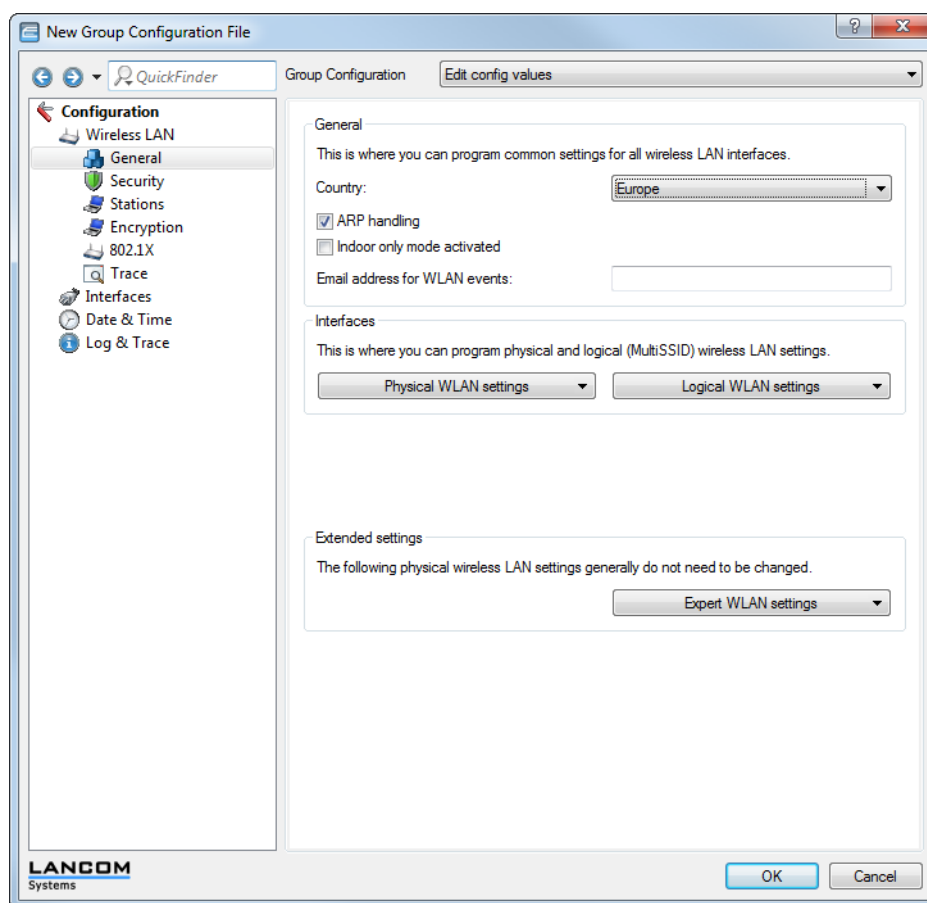 New Group Configuration File
QuickFinder
Group Configuration
Edit config values
Configuration
Wireless LAN
General
Security
Stations
Encryption
802.1X
Trace
Interfaces
Date & Time
Log & Trace
General
This is where you can program common settings for all wireless LAN interfaces.
Country:
Europe
ARP handling
Indoor only mode activated
Email address for WLAN events:
Interfaces
This is where you can program physical and logical (MultiSSID) wireless LAN settings.
Physical WLAN settings
Logical WLAN settings
Extended settings
The following physical wireless LAN settings generally do not need to be changed.
Expert WLAN settings
LANCOM
Systems
OK
Cancel